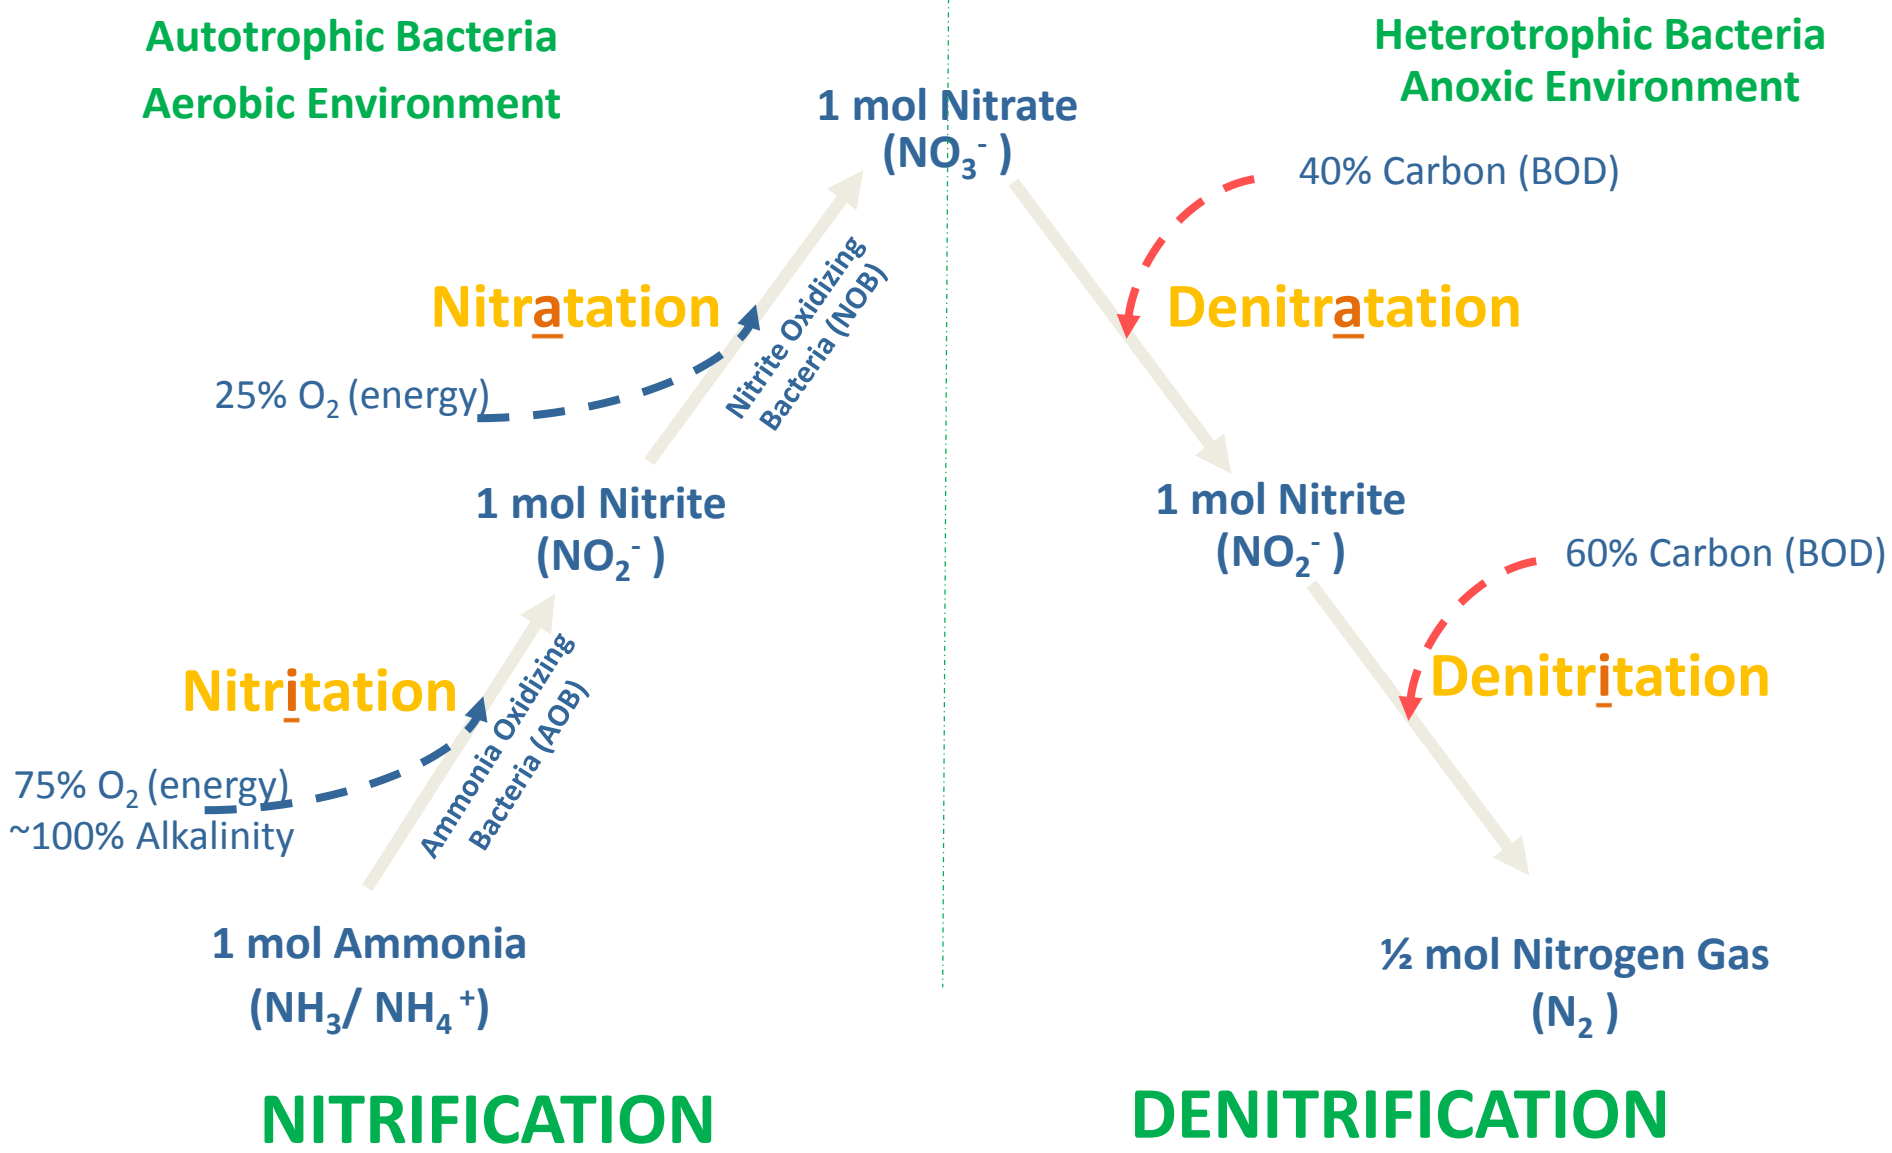 Autotrophic Bacteria
Aerobic Environment
Heterotrophic Bacteria
Anoxic Environment
1 mol Nitrate
(NO₃⁻ )
40% Carbon (BOD)
Nitratation
Nitrite Oxidizing
Bacteria (NOB)
Denitratation
25% O₂ (energy)
1 mol Nitrite
(NO₂⁻ )
1 mol Nitrite
(NO₂⁻ )
60% Carbon (BOD)
Nitritation
Ammonia Oxidizing
Bacteria (AOB)
Denitritation
75% O₂ (energy)
~100% Alkalinity
1 mol Ammonia
(NH₃/ NH₄ ⁺)
½ mol Nitrogen Gas
(N₂ )
NITRIFICATION
DENITRIFICATION